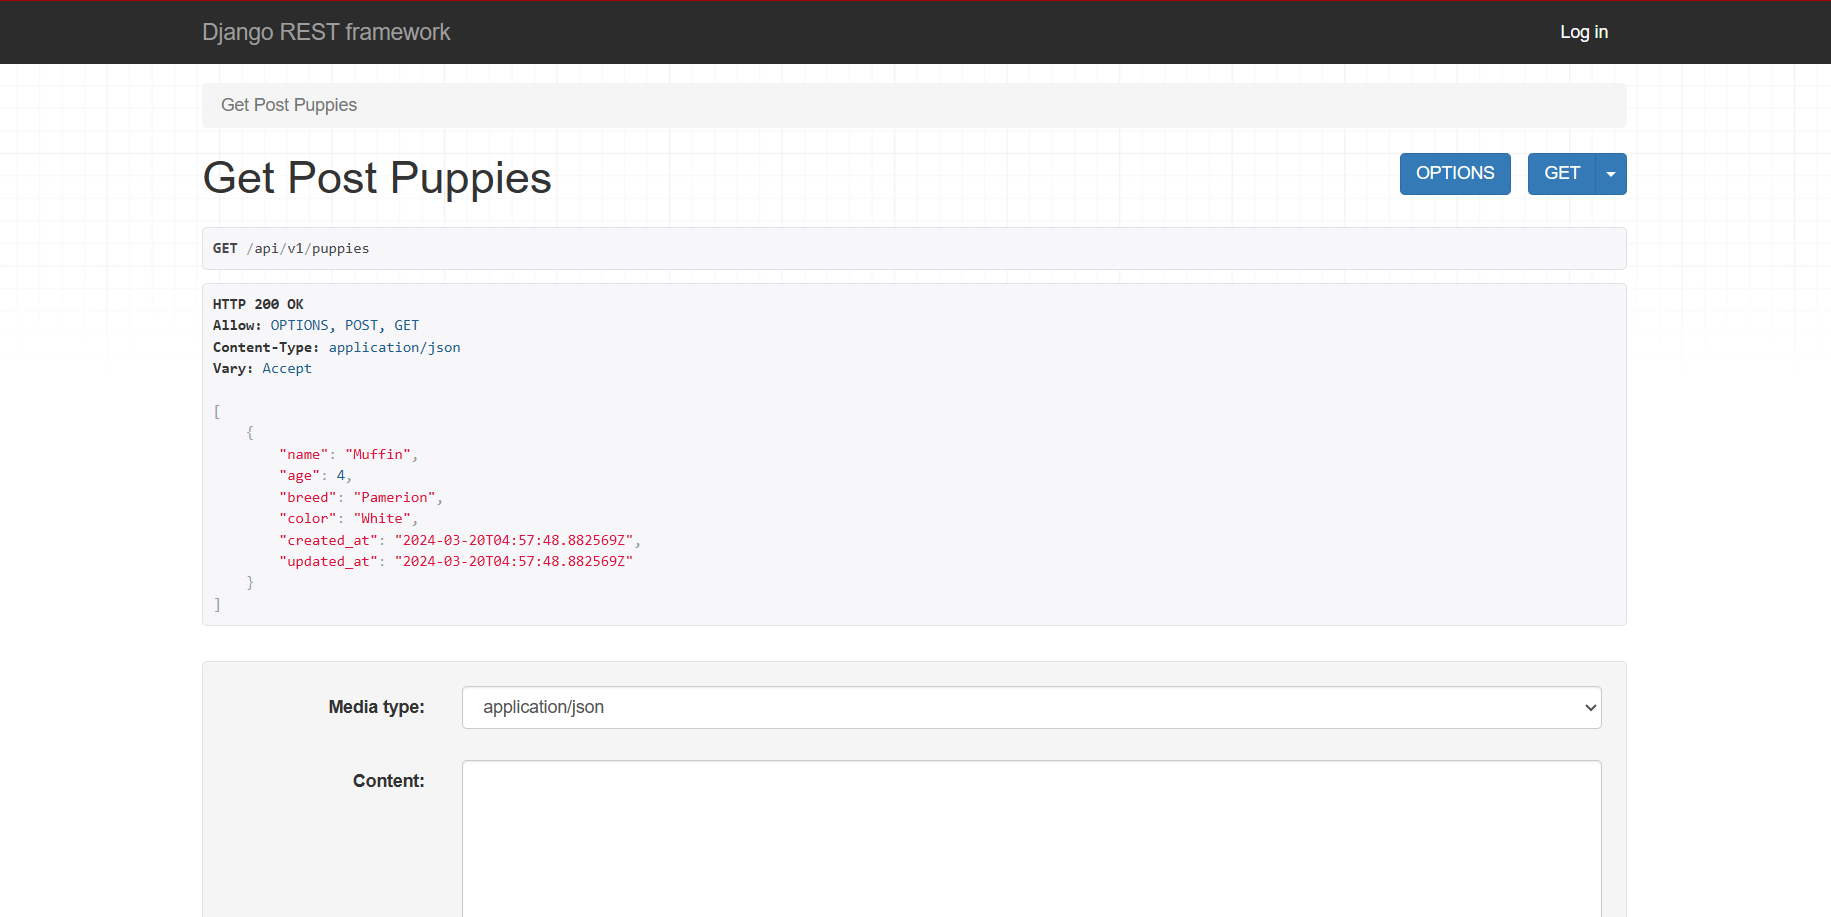 Django REST framework
Log in
Get Post Puppies
Get Post Puppies
OPTIONS
GET
GET /api/v1/puppies
HTTP 200 OK
Allow: OPTIONS, POST, GET
Content-Type: application/json
Vary: Accept
[
    {
        "name": "Muffin",
        "age": 4,
        "breed": "Pamerion",
        "color": "White",
        "created_at": "2024-03-20T04:57:48.882569Z",
        "updated_at": "2024-03-20T04:57:48.882569Z"
    }
]
Media type:
application/json
Content: